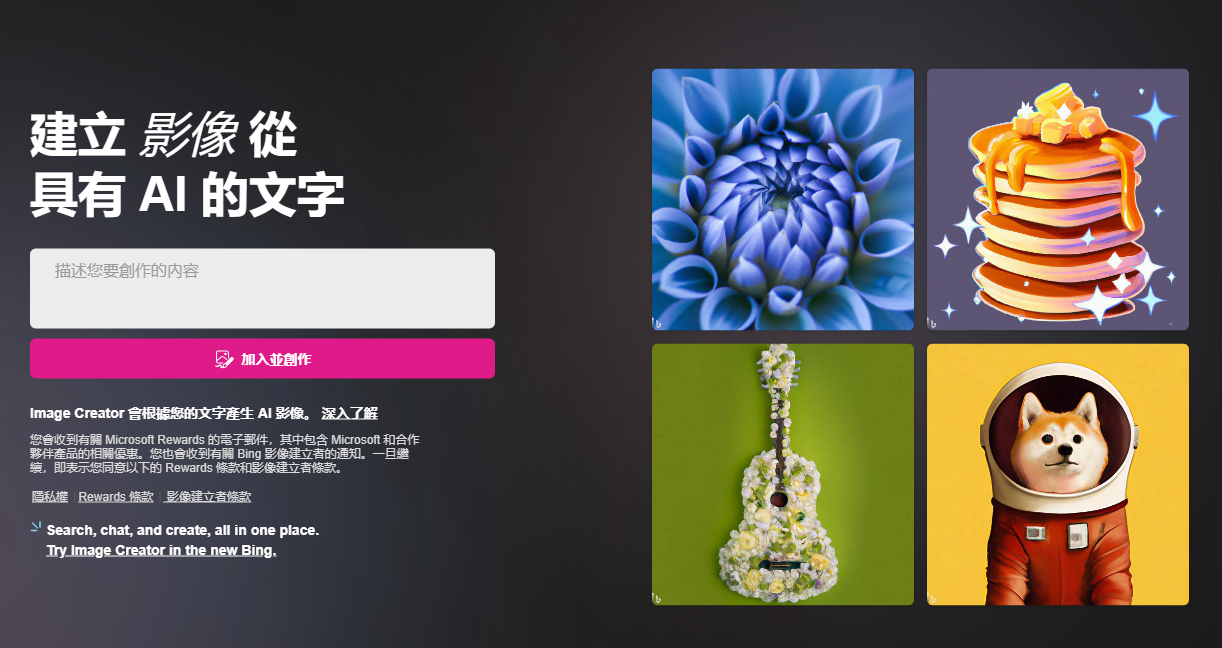 建立 影像 從
具有 AI 的文字
描述您要創作的內容
加入並創作
Image Creator 會根據您的文字產生 AI 影像。 深入了解
您會收到有關 Microsoft Rewards 的電子郵件，其中包含 Microsoft 和合作
夥伴產品的相關優惠。您也會收到有關 Bing 影像建立者的通知。一旦繼
續，即表示您同意以下的 Rewards 條款和影像建立者條款。
隱私權 | Rewards 條款 | 影像建立者條款
Search, chat, and create, all in one place.
Try Image Creator in the new Bing.